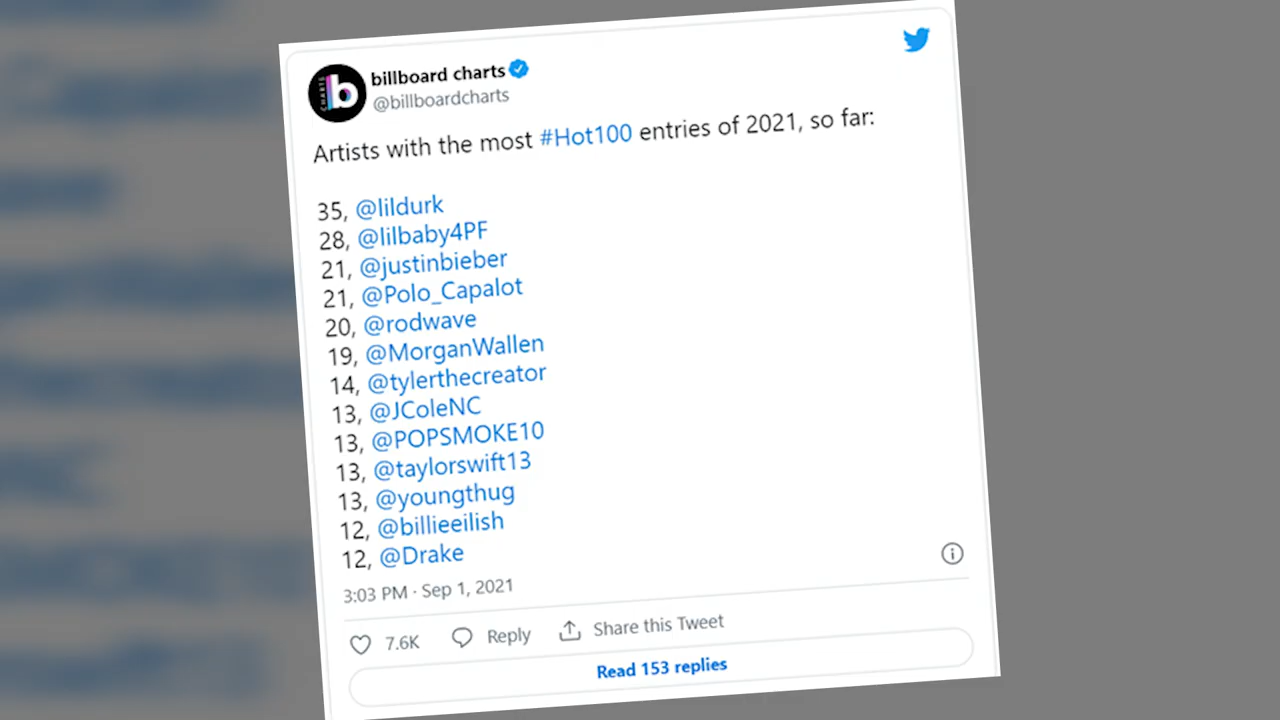 billboard charts
@billboardcharts
Artists with the most #Hot100 entries of 2021, so far:
35, @lildurk
28, @lilbaby4PF
21, @justinbieber
21, @Polo_Capalot
20, @rodwave
19, @MorganWallen
14, @tylerthecreator
13, @JColeNC
13, @POPSMOKE10
13, @taylorswift13
13, @youngthug
12, @billieeilish
12, @Drake
3:03 PM · Sep 1, 2021
7.6K Reply Share this Tweet
Read 153 replies